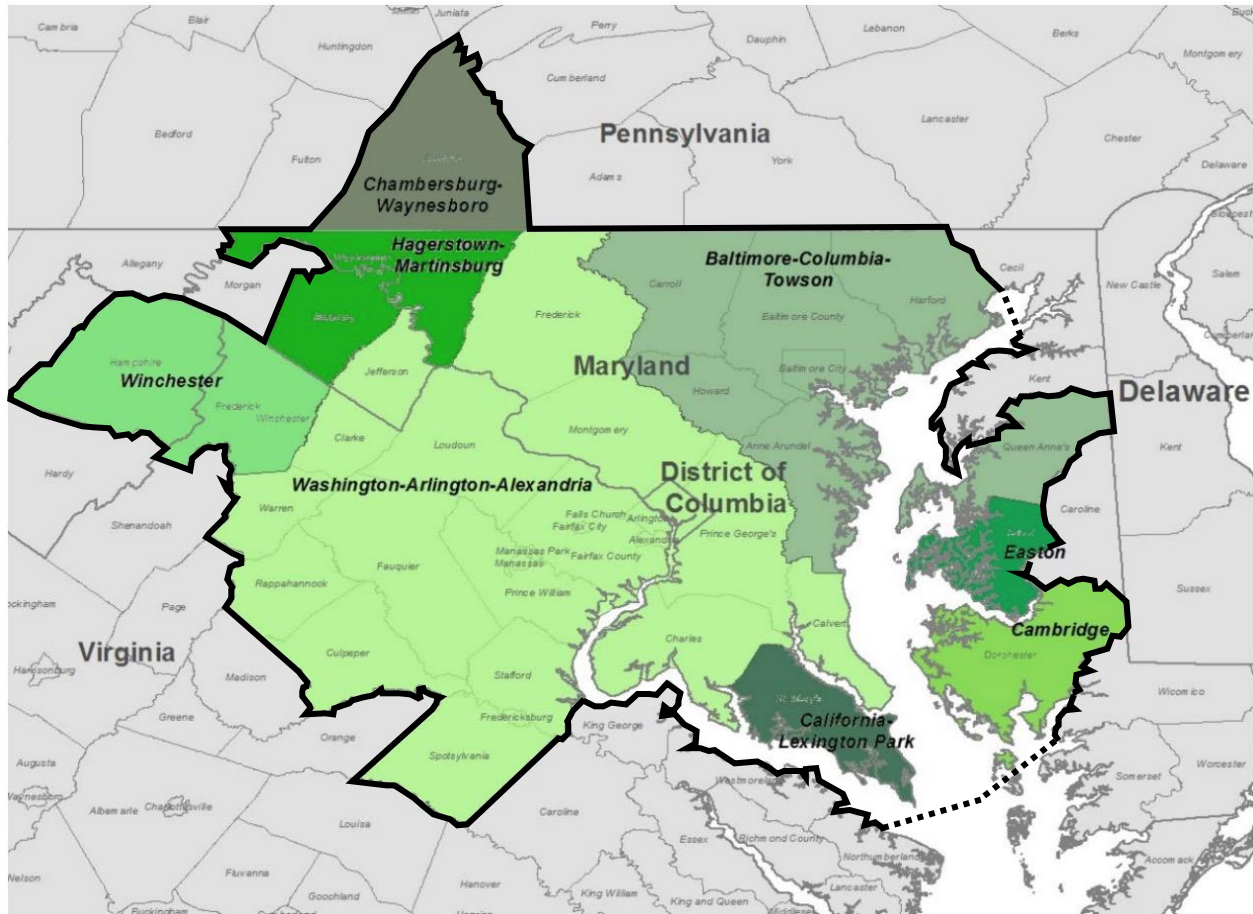 Cambria
Blair
Huntingdon
Juniata
Perry
Dauphin
Lebanon
Berks
Montgomery
Cumberland
Bedford
Fulton
Lancaster
Chester
Delaware
Pennsylvania
Adams
York
Chambersburg-
Waynesboro
Allegany
Morgan
Hagerstown-
Martinsburg
Baltimore-Columbia-
Towson
Cecil
New Castle
Salem
Carroll
Harford
Baltimore County
Frederick
Hampshire
Winchester
Frederick
Winchester
Jefferson
Maryland
Baltimore City
Kent
Delaware
Howard
Clarke
Loudoun
Montgomery
Anne Arundel
Queen Anne's
Kent
Hardy
Washington-Arlington-Alexandria
District of
Columbia
Warren
Falls Church
Fairfax City
Arlington
Alexandria
Prince George's
Caroline
Shenandoah
Manassas Park
Manassas
Fairfax County
Easton
Fauquier
Rappahannock
Prince William
Sussex
Page
Virginia
Culpeper
Charles
Calvert
Cambridge
Dorchester
Harrisonburg
Madison
Stafford
St. Mary's
Wicomico
Greene
Orange
Fredericksburg
King George
California-
Lexington Park
Spotsylvania
Augusta
Waynesboro
Albemarle
Charlottesville
Louisa
Caroline
Westmoreland
Somerset
Worcester
Essex
Richmond County
Northumberland
Accomack
Nelson
Fluvanna
Goochland
Hanover
King William
King and Queen
Lancaster
Buckingham